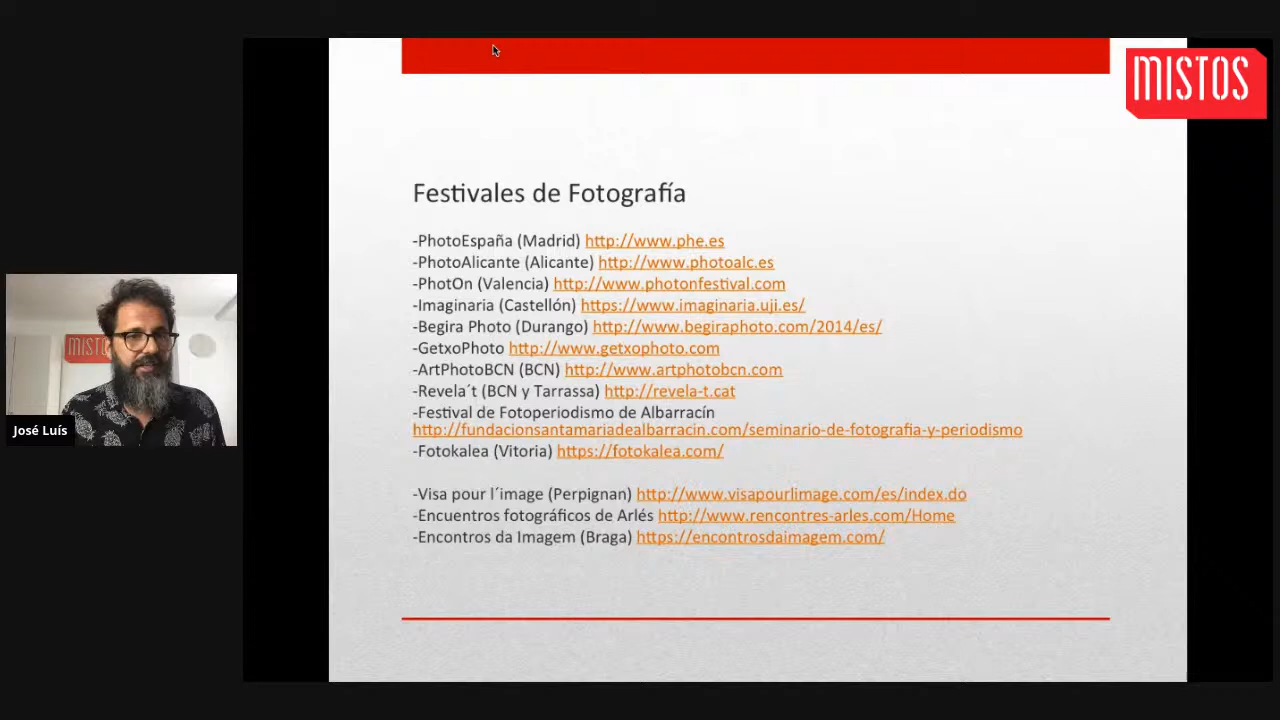 MISTOS
Festivales de Fotografía
-PhotoEspaña (Madrid) http://www.phe.es
-PhotoAlicante (Alicante) http://www.photoalc.es
-PhotOn (Valencia) http://www.photonfestival.com
-Imaginaria (Castellón) https://www.imaginaria.uji.es/
-Begira Photo (Durango) http://www.begiraphoto.com/2014/es/
-GetxoPhoto http://www.getxophoto.com
-ArtPhotoBCN (BCN) http://www.artphotobcn.com
-Revela´t (BCN y Tarrassa) http://revela-t.cat
-Festival de Fotoperiodismo de Albarracín
http://fundacionsantamariadealbarracin.com/seminario-de-fotografia-y-periodismo
-Fotokalea (Vitoria) https://fotokalea.com/
-Visa pour l´image (Perpignan) http://www.visapourlimage.com/es/index.do
-Encuentros fotográficos de Arlés http://www.rencontres-arles.com/Home
-Encontros da Imagem (Braga) https://encontrosdaimagem.com/
MISTOS
José Luís